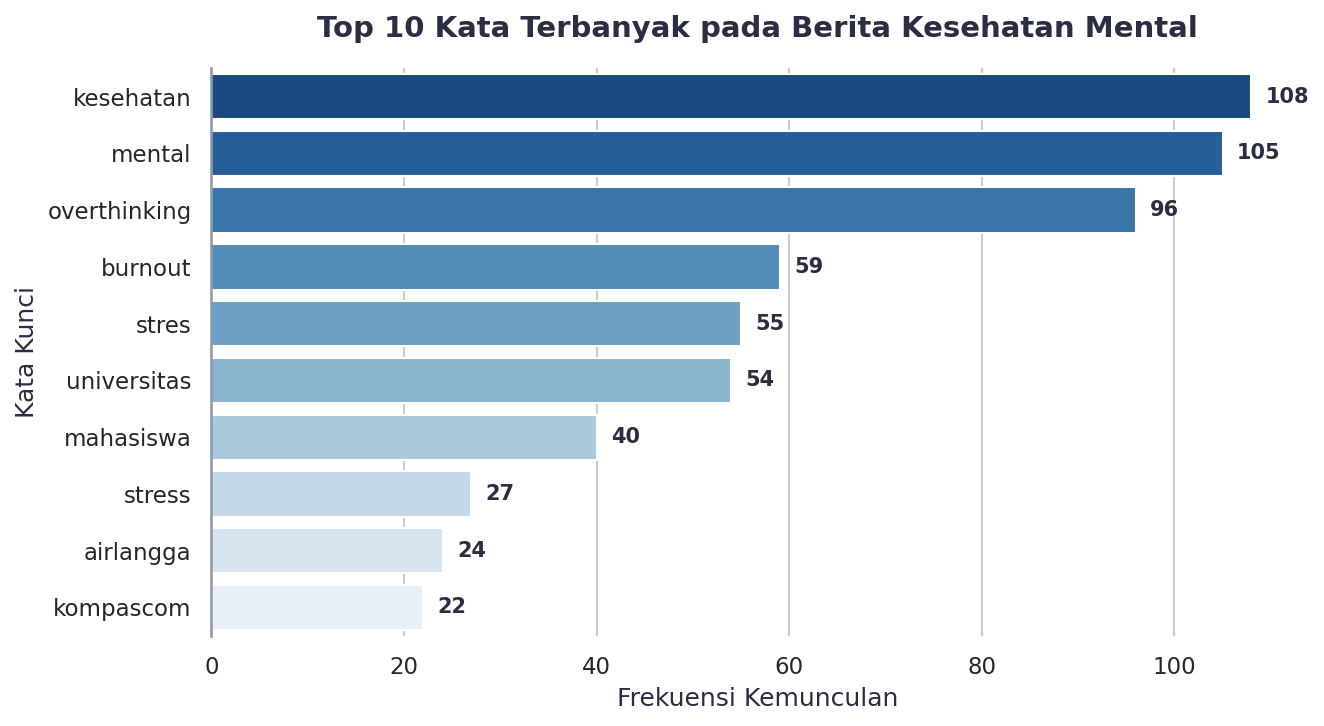 Top 10 Kata Terbanyak pada Berita Kesehatan Mental
Kata Kunci
kesehatan 108
mental 105
overthinking 96
burnout 59
stres 55
universitas 54
mahasiswa 40
stress 27
airlangga 24
kompascom 22
0 20 40 60 80 100
Frekuensi Kemunculan